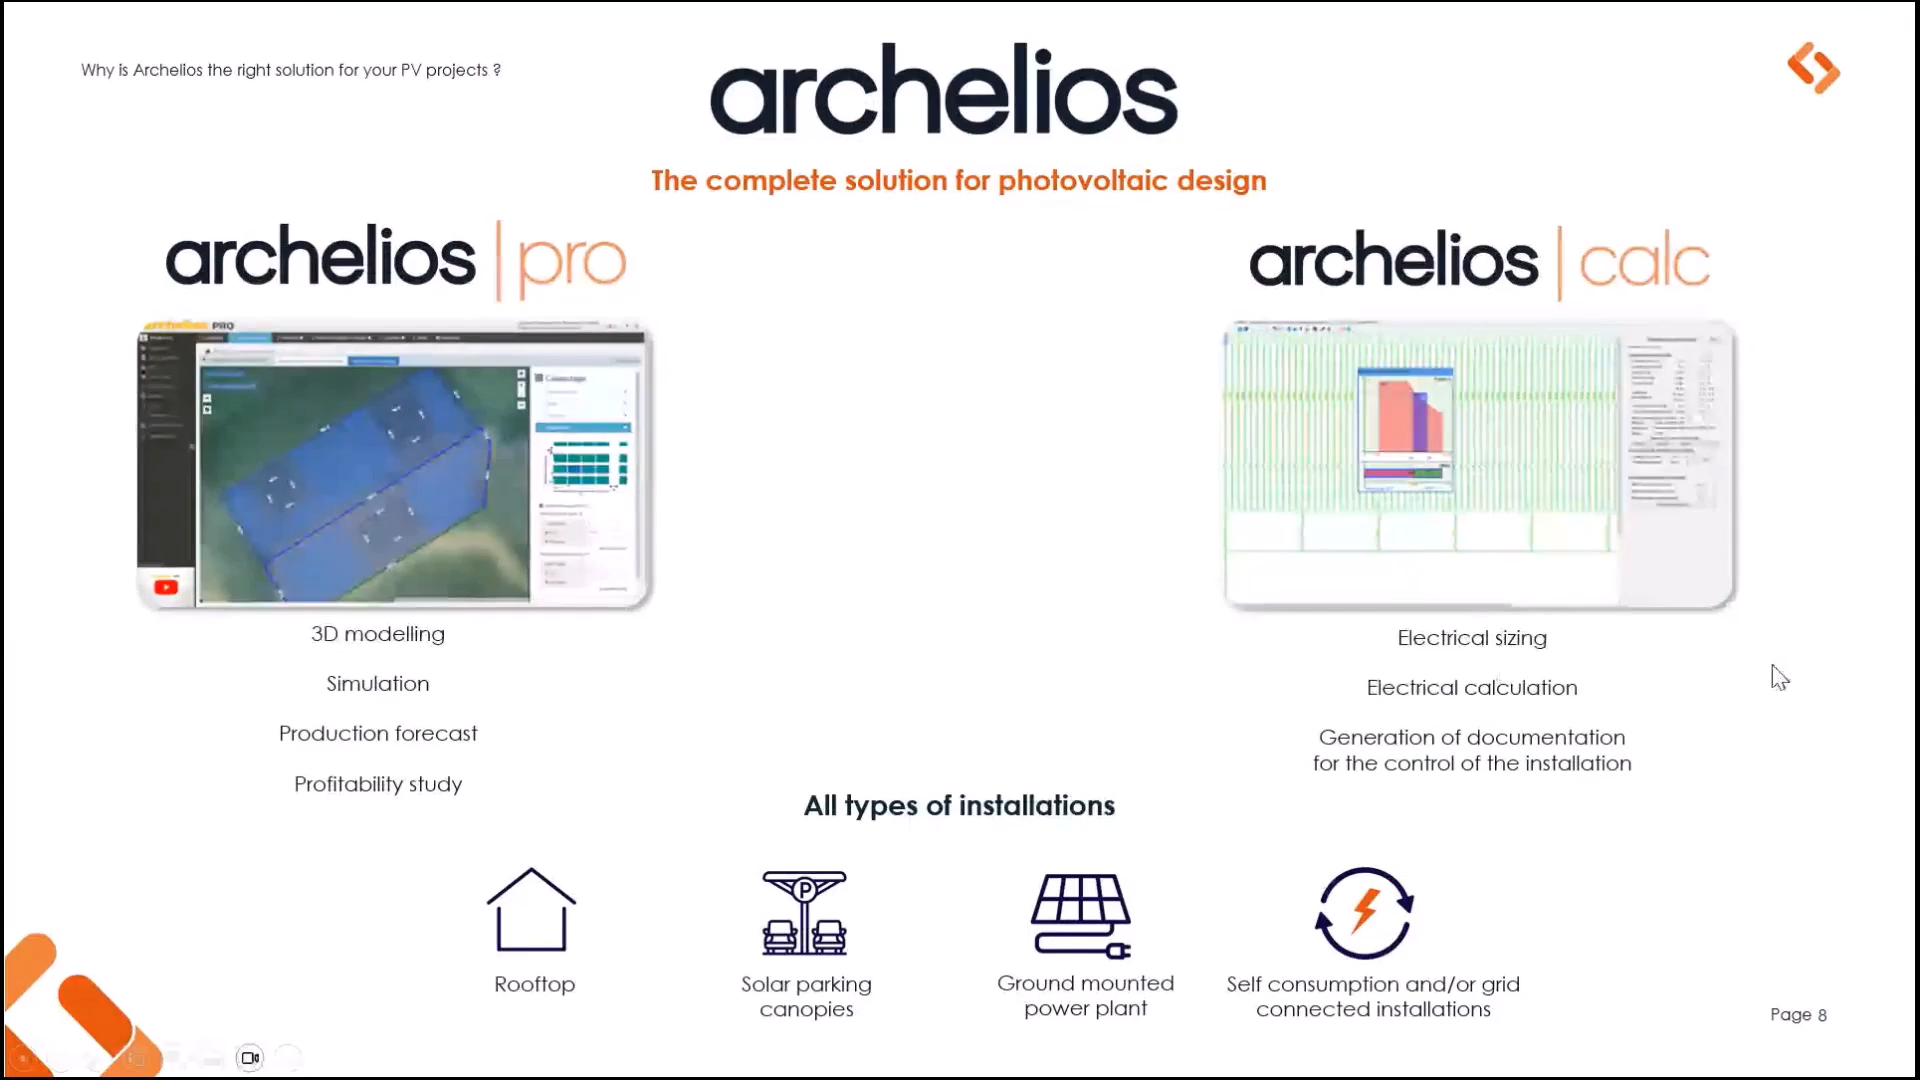 Why is Archelios the right solution for your PV projects ?
archelios
The complete solution for photovoltaic design
archelios | pro
archelios PRO
3D modelling
Simulation
Production forecast
Profitability study
archelios | calc
Electrical sizing
Electrical calculation
Generation of documentation
for the control of the installation
All types of installations
Rooftop
P
Solar parking
canopies
Ground mounted
power plant
Self consumption and/or grid
connected installations
Page 8